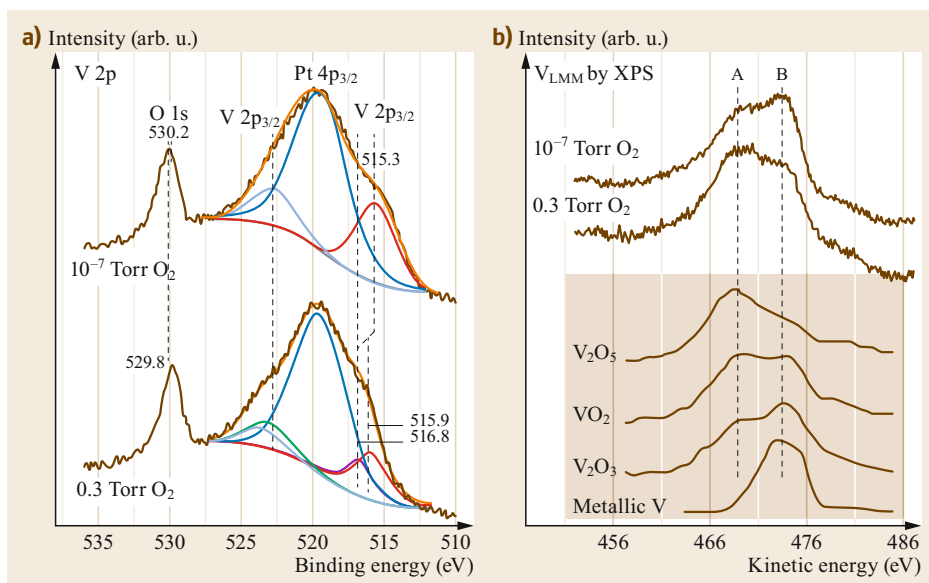 a) Intensity (arb. u.)
V 2p
Pt 4p3/2
O 1s
530.2
V 2p3/2
V 2p3/2
515.3
10⁻⁷ Torr O₂
529.8
515.9
516.8
0.3 Torr O₂
535 530 525 520 515 510
Binding energy (eV)
b) Intensity (arb. u.)
V_LMM by XPS
A B
10⁻⁷ Torr O₂
0.3 Torr O₂
V₂O₅
VO₂
V₂O₃
Metallic V
456 466 476 486
Kinetic energy (eV)